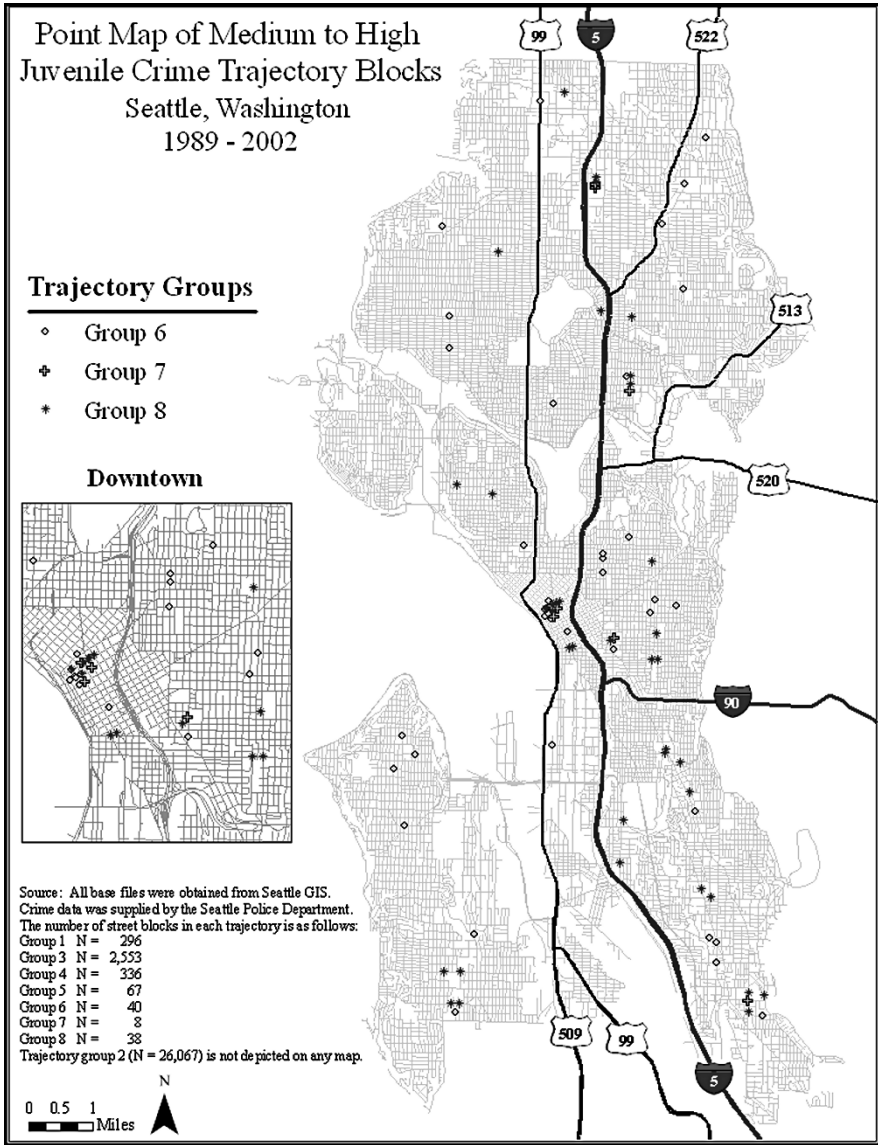 Point Map of Medium to High
Juvenile Crime Trajectory Blocks
Seattle, Washington
1989 - 2002
99
5
522
Trajectory Groups
Group 6
Group 7
Group 8
513
Downtown
520
90
Source: All base files were obtained from Seattle GIS.
Crime data was supplied by the Seattle Police Department.
The number of street blocks in each trajectory is as follows:
Group 1 N = 296
Group 3 N = 2,553
Group 4 N = 336
Group 5 N = 67
Group 6 N = 40
Group 7 N = 8
Group 8 N = 38
Trajectory group 2 (N = 26,067) is not depicted on any map.
509
99
5
N
0 0.5 1
Miles